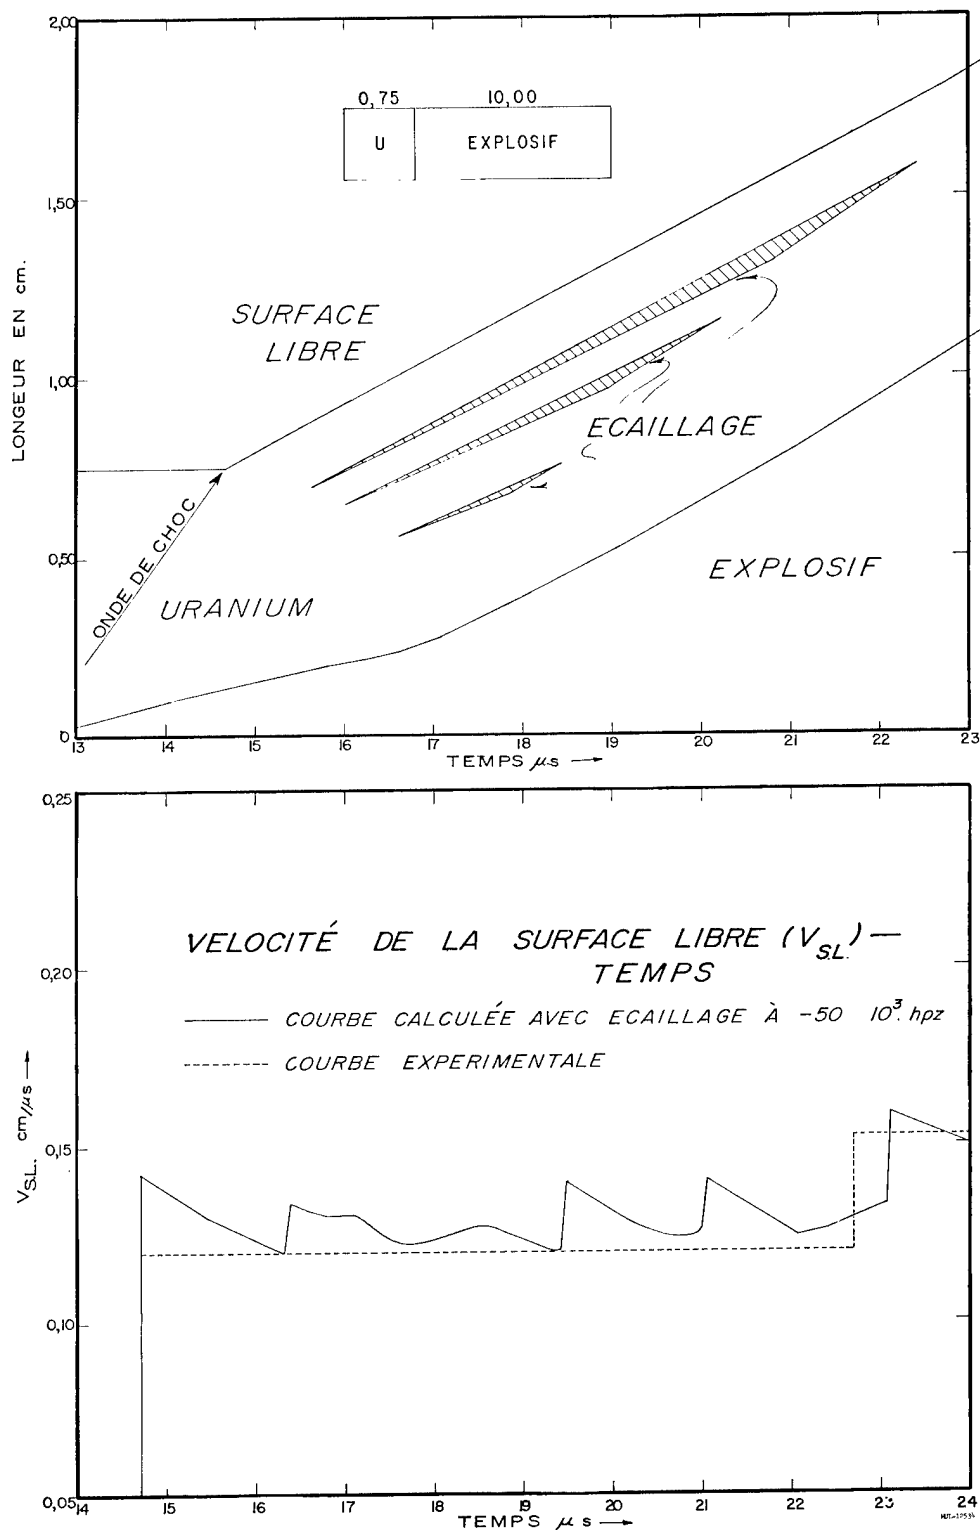 2,00
0,75 10,00
U EXPLOSIF
1,50
LONGEUR EN cm.
SURFACE
LIBRE
1,00
ECAILLAGE
ONDE DE CHOC
0,50
EXPLOSIF
URANIUM
0
13 14 15 16 17 18 19 20 21 22 23
TEMPS μs →
0,25
VELOCITÉ DE LA SURFACE LIBRE (V S.L.) —
TEMPS
0,20
COURBE CALCULÉE AVEC ECAILLAGE À -50 10³. hpz
COURBE EXPERIMENTALE
V S.L. cm/μs →
0,15
0,10
0,05
14 15 16 17 18 19 20 21 22 23 24
TEMPS μs →